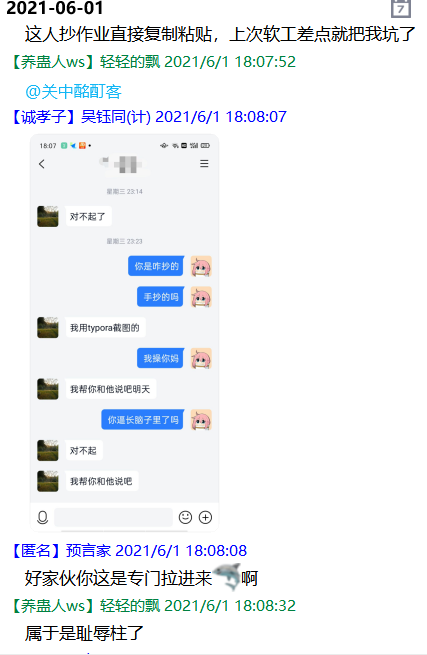 2021-06-01
7
这人抄作业直接复制粘贴，上次软工差点就把我坑了
【养蛊人ws】轻轻的飘 2021/6/1 18:07:52
@关中酩酊客
【诚孝子】吴钰同(计) 2021/6/1 18:08:07
18:07
星期三 23:14
对不起了
星期三 23:23
你是咋抄的
手抄的吗
我用typora截图的
我操你妈
我帮你和他说吧明天
你逼长脑子里了吗
对不起
我帮你和他说吧
【匿名】预言家 2021/6/1 18:08:08
好家伙你这是专门拉进来啊
【养蛊人ws】轻轻的飘 2021/6/1 18:08:32
属于是耻辱柱了